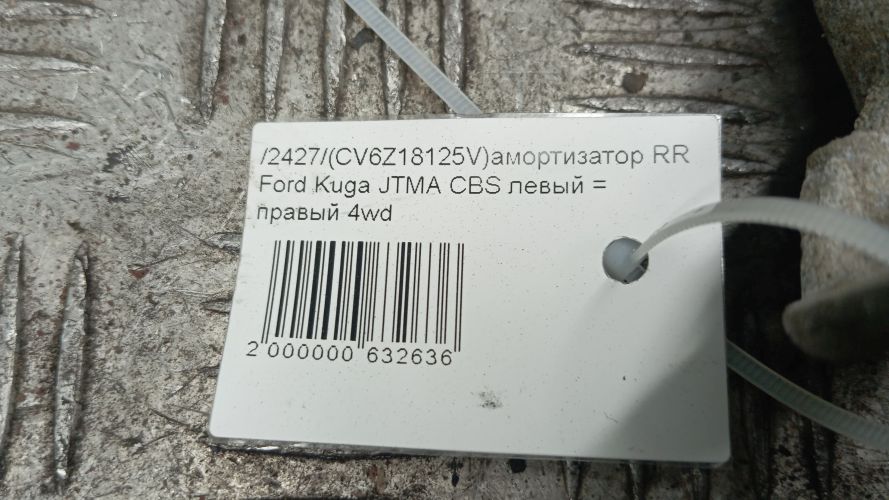 /2427/(CV6Z18125V)амортизатор RR
Ford Kuga JTMA CBS левый =
правый 4wd
2 000000 632636